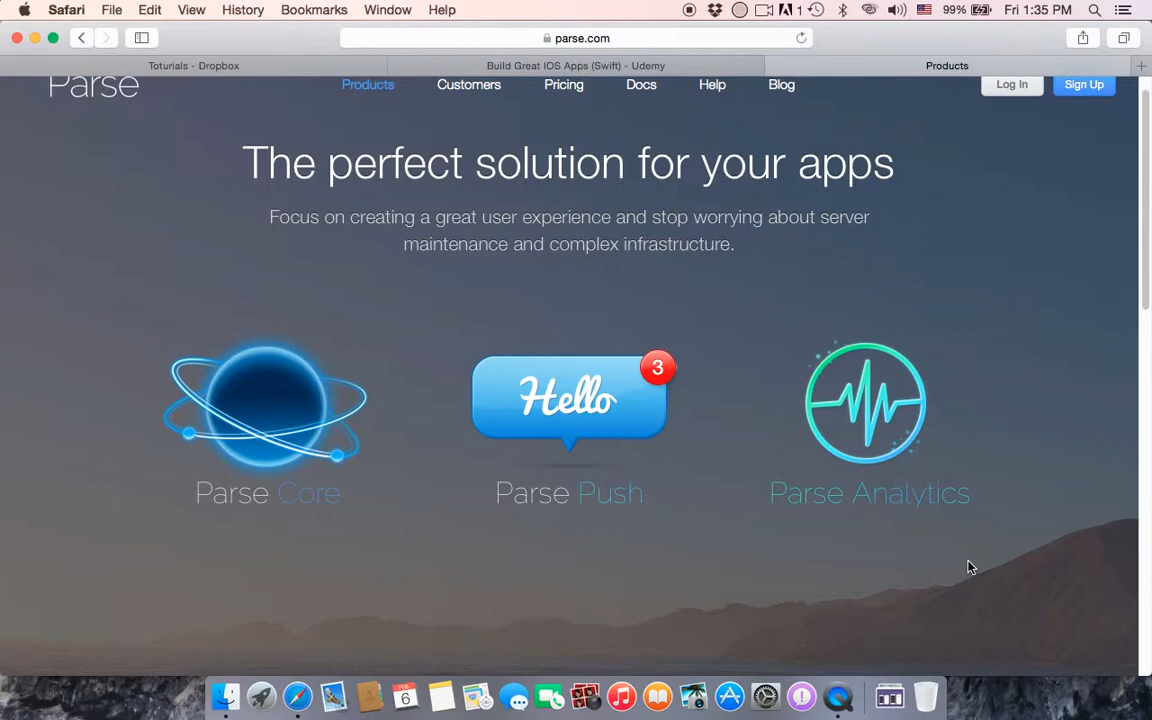 Safari File Edit View History Bookmarks Window Help 1 99% Fri 1:35 PM
parse.com
Toturials - Dropbox Build Great IOS Apps (Swift) - Udemy Products
Parse Products Customers Pricing Docs Help Blog Log In Sign Up
The perfect solution for your apps
Focus on creating a great user experience and stop worrying about server
maintenance and complex infrastructure.
Hello 3
Parse Core Parse Push Parse Analytics
FEB
6